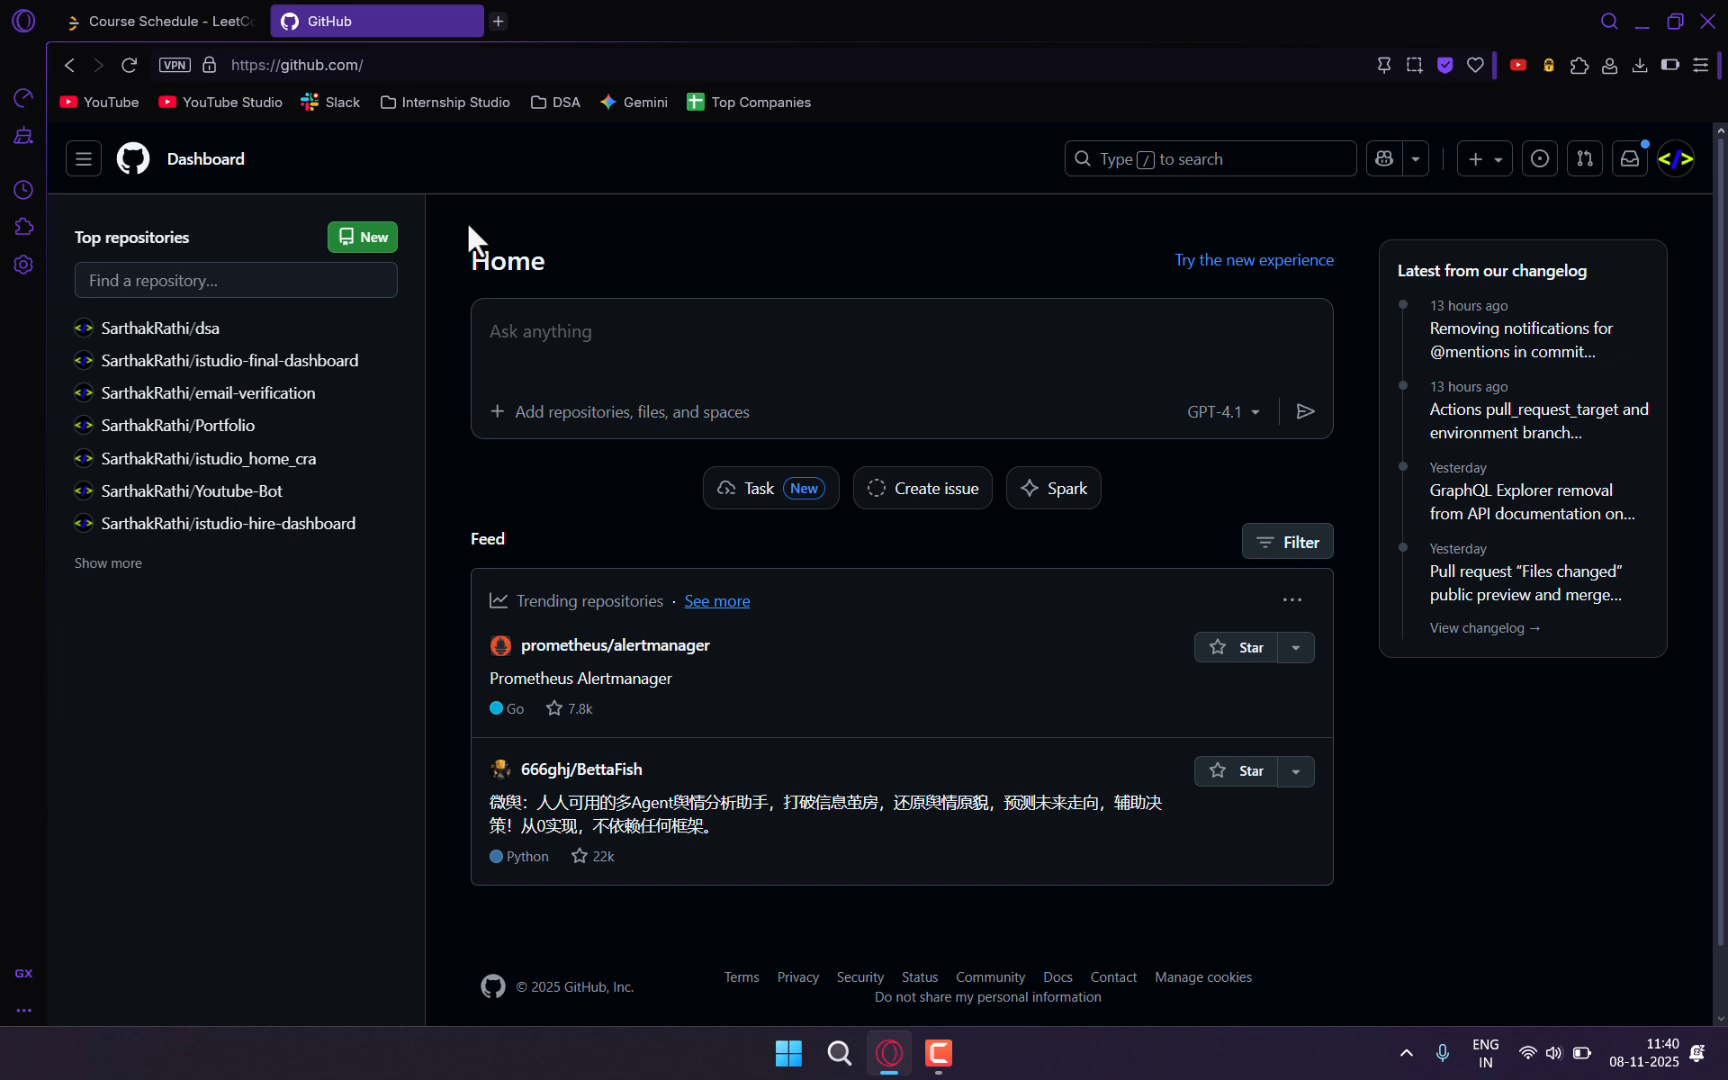 Course Schedule - LeetCo
GitHub
VPN
https://github.com/
YouTube
YouTube Studio
Slack
Internship Studio
DSA
Gemini
Top Companies
Dashboard
Type / to search
Top repositories
New
Find a repository...
SarthakRathi/dsa
SarthakRathi/istudio-final-dashboard
SarthakRathi/email-verification
SarthakRathi/Portfolio
SarthakRathi/istudio_home_cra
SarthakRathi/Youtube-Bot
SarthakRathi/istudio-hire-dashboard
Show more
Home
Try the new experience
Ask anything
Add repositories, files, and spaces
GPT-4.1
Task New
Create issue
Spark
Feed
Filter
Trending repositories · See more
prometheus/alertmanager
Star
Prometheus Alertmanager
Go 7.8k
666ghj/BettaFish
Star
微舆：人人可用的多Agent舆情分析助手，打破信息茧房，还原舆情原貌，预测未来走向，辅助决
策！从0实现，不依赖任何框架。
Python 22k
Latest from our changelog
13 hours ago
Removing notifications for
@mentions in commit...
13 hours ago
Actions pull_request_target and
environment branch...
Yesterday
GraphQL Explorer removal
from API documentation on...
Yesterday
Pull request “Files changed”
public preview and merge...
View changelog →
© 2025 GitHub, Inc.
Terms Privacy Security Status Community Docs Contact Manage cookies
Do not share my personal information
GX
ENG
IN
11:40
08-11-2025